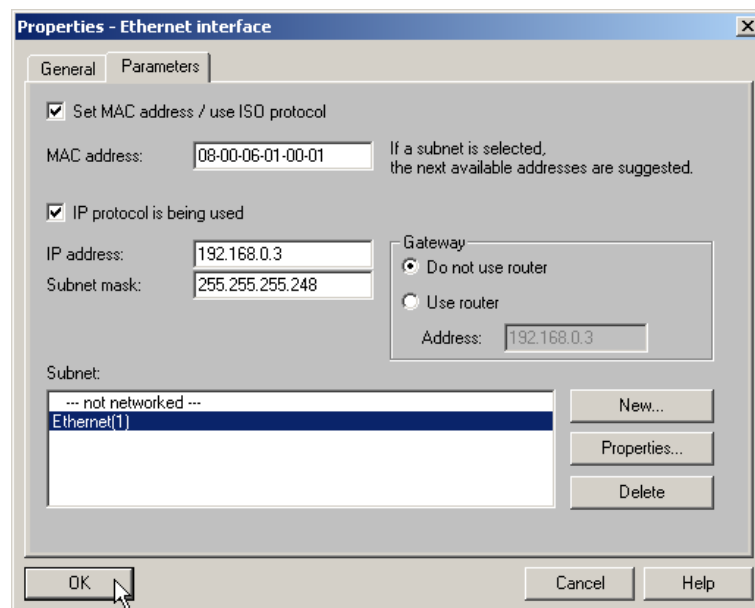 Properties - Ethernet interface
General Parameters
Set MAC address / use ISO protocol
MAC address: 08-00-06-01-00-01
If a subnet is selected,
the next available addresses are suggested.
IP protocol is being used
IP address: 192.168.0.3
Subnet mask: 255.255.255.248
Gateway
Do not use router
Use router
Address: 192.168.0.3
Subnet:
--- not networked ---
Ethernet(1)
New...
Properties...
Delete
OK Cancel Help